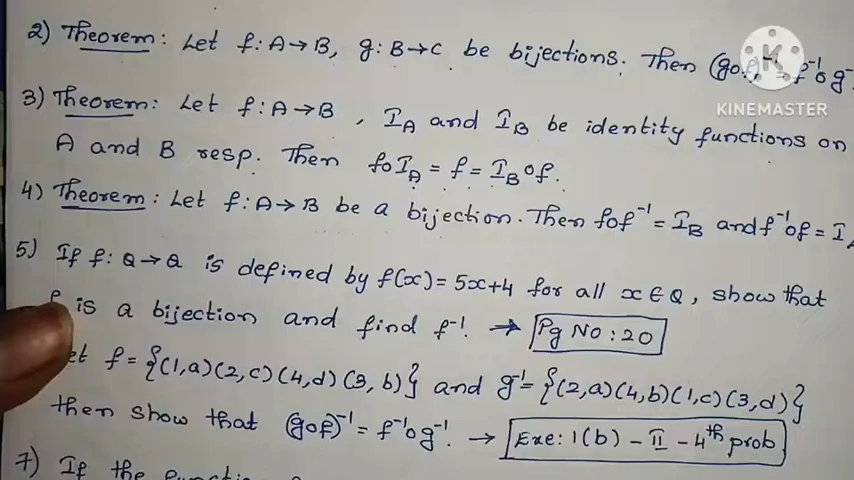 2) Theorem: Let f: A→B, g: B→C be bijections. Then (gof)⁻¹ = f⁻¹og⁻
KINEMASTER
3) Theorem: Let f: A→B, I_A and I_B be identity functions on
A and B resp. Then foI_A = f = I_Bof.
4) Theorem: Let f: A→B be a bijection. Then fof⁻¹ = I_B and f⁻¹of = I_A
5) If f: Q→Q is defined by f(x) = 5x+4 for all x∈Q, show that
f is a bijection and find f⁻¹. → Pg No: 20
et f = {(1,a)(2,c)(4,d)(3,b)} and g⁻¹= {(2,a)(4,b)(1,c)(3,d)}
then show that (gof)⁻¹ = f⁻¹og⁻¹. → Exe: 1(b) - II - 4th prob
7) If the function f